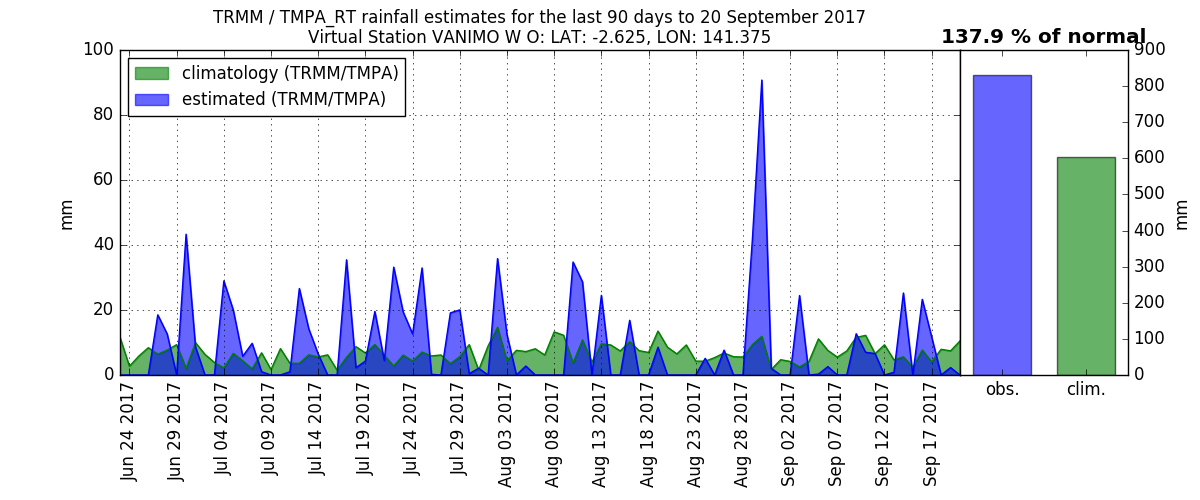 TRMM / TMPA_RT rainfall estimates for the last 90 days to 20 September 2017
Virtual Station VANIMO W O: LAT: -2.625, LON: 141.375
137.9 % of normal
climatology (TRMM/TMPA)
estimated (TRMM/TMPA)
100
80
60
40
20
0
mm
Jun 24 2017
Jun 29 2017
Jul 04 2017
Jul 09 2017
Jul 14 2017
Jul 19 2017
Jul 24 2017
Jul 29 2017
Aug 03 2017
Aug 08 2017
Aug 13 2017
Aug 18 2017
Aug 23 2017
Aug 28 2017
Sep 02 2017
Sep 07 2017
Sep 12 2017
Sep 17 2017
obs.
clim.
900
800
700
600
500
400
300
200
100
0
mm